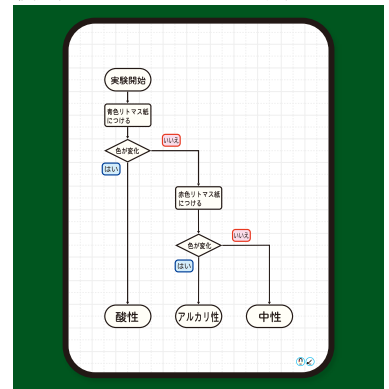 実験開始
青色リトマス紙
につける
色が変化
いいえ
はい
赤色リトマス紙
につける
色が変化
いいえ
はい
酸性
アルカリ性
中性